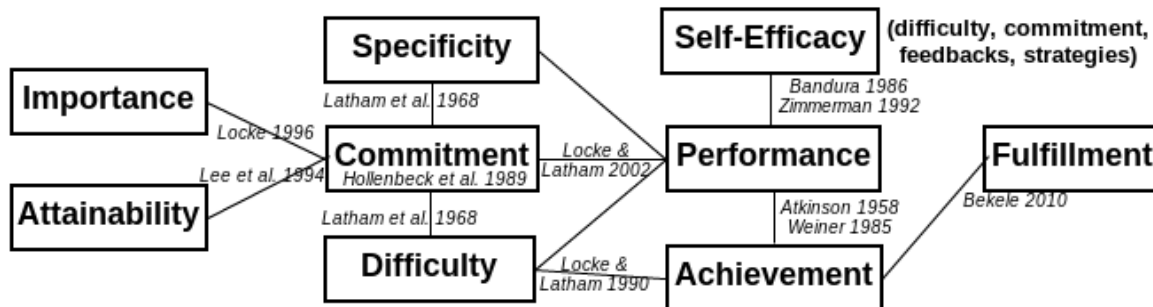 Specificity
Self-Efficacy
(difficulty, commitment,
feedbacks, strategies)
Importance
Latham et al. 1968
Bandura 1986
Zimmerman 1992
Locke 1996
Commitment
Hollenbeck et al. 1989
Locke &
Latham 2002
Performance
Fulfillment
Lee et al. 1994
Attainability
Latham et al. 1968
Atkinson 1958
Weiner 1985
Bekele 2010
Difficulty
Locke &
Latham 1990
Achievement